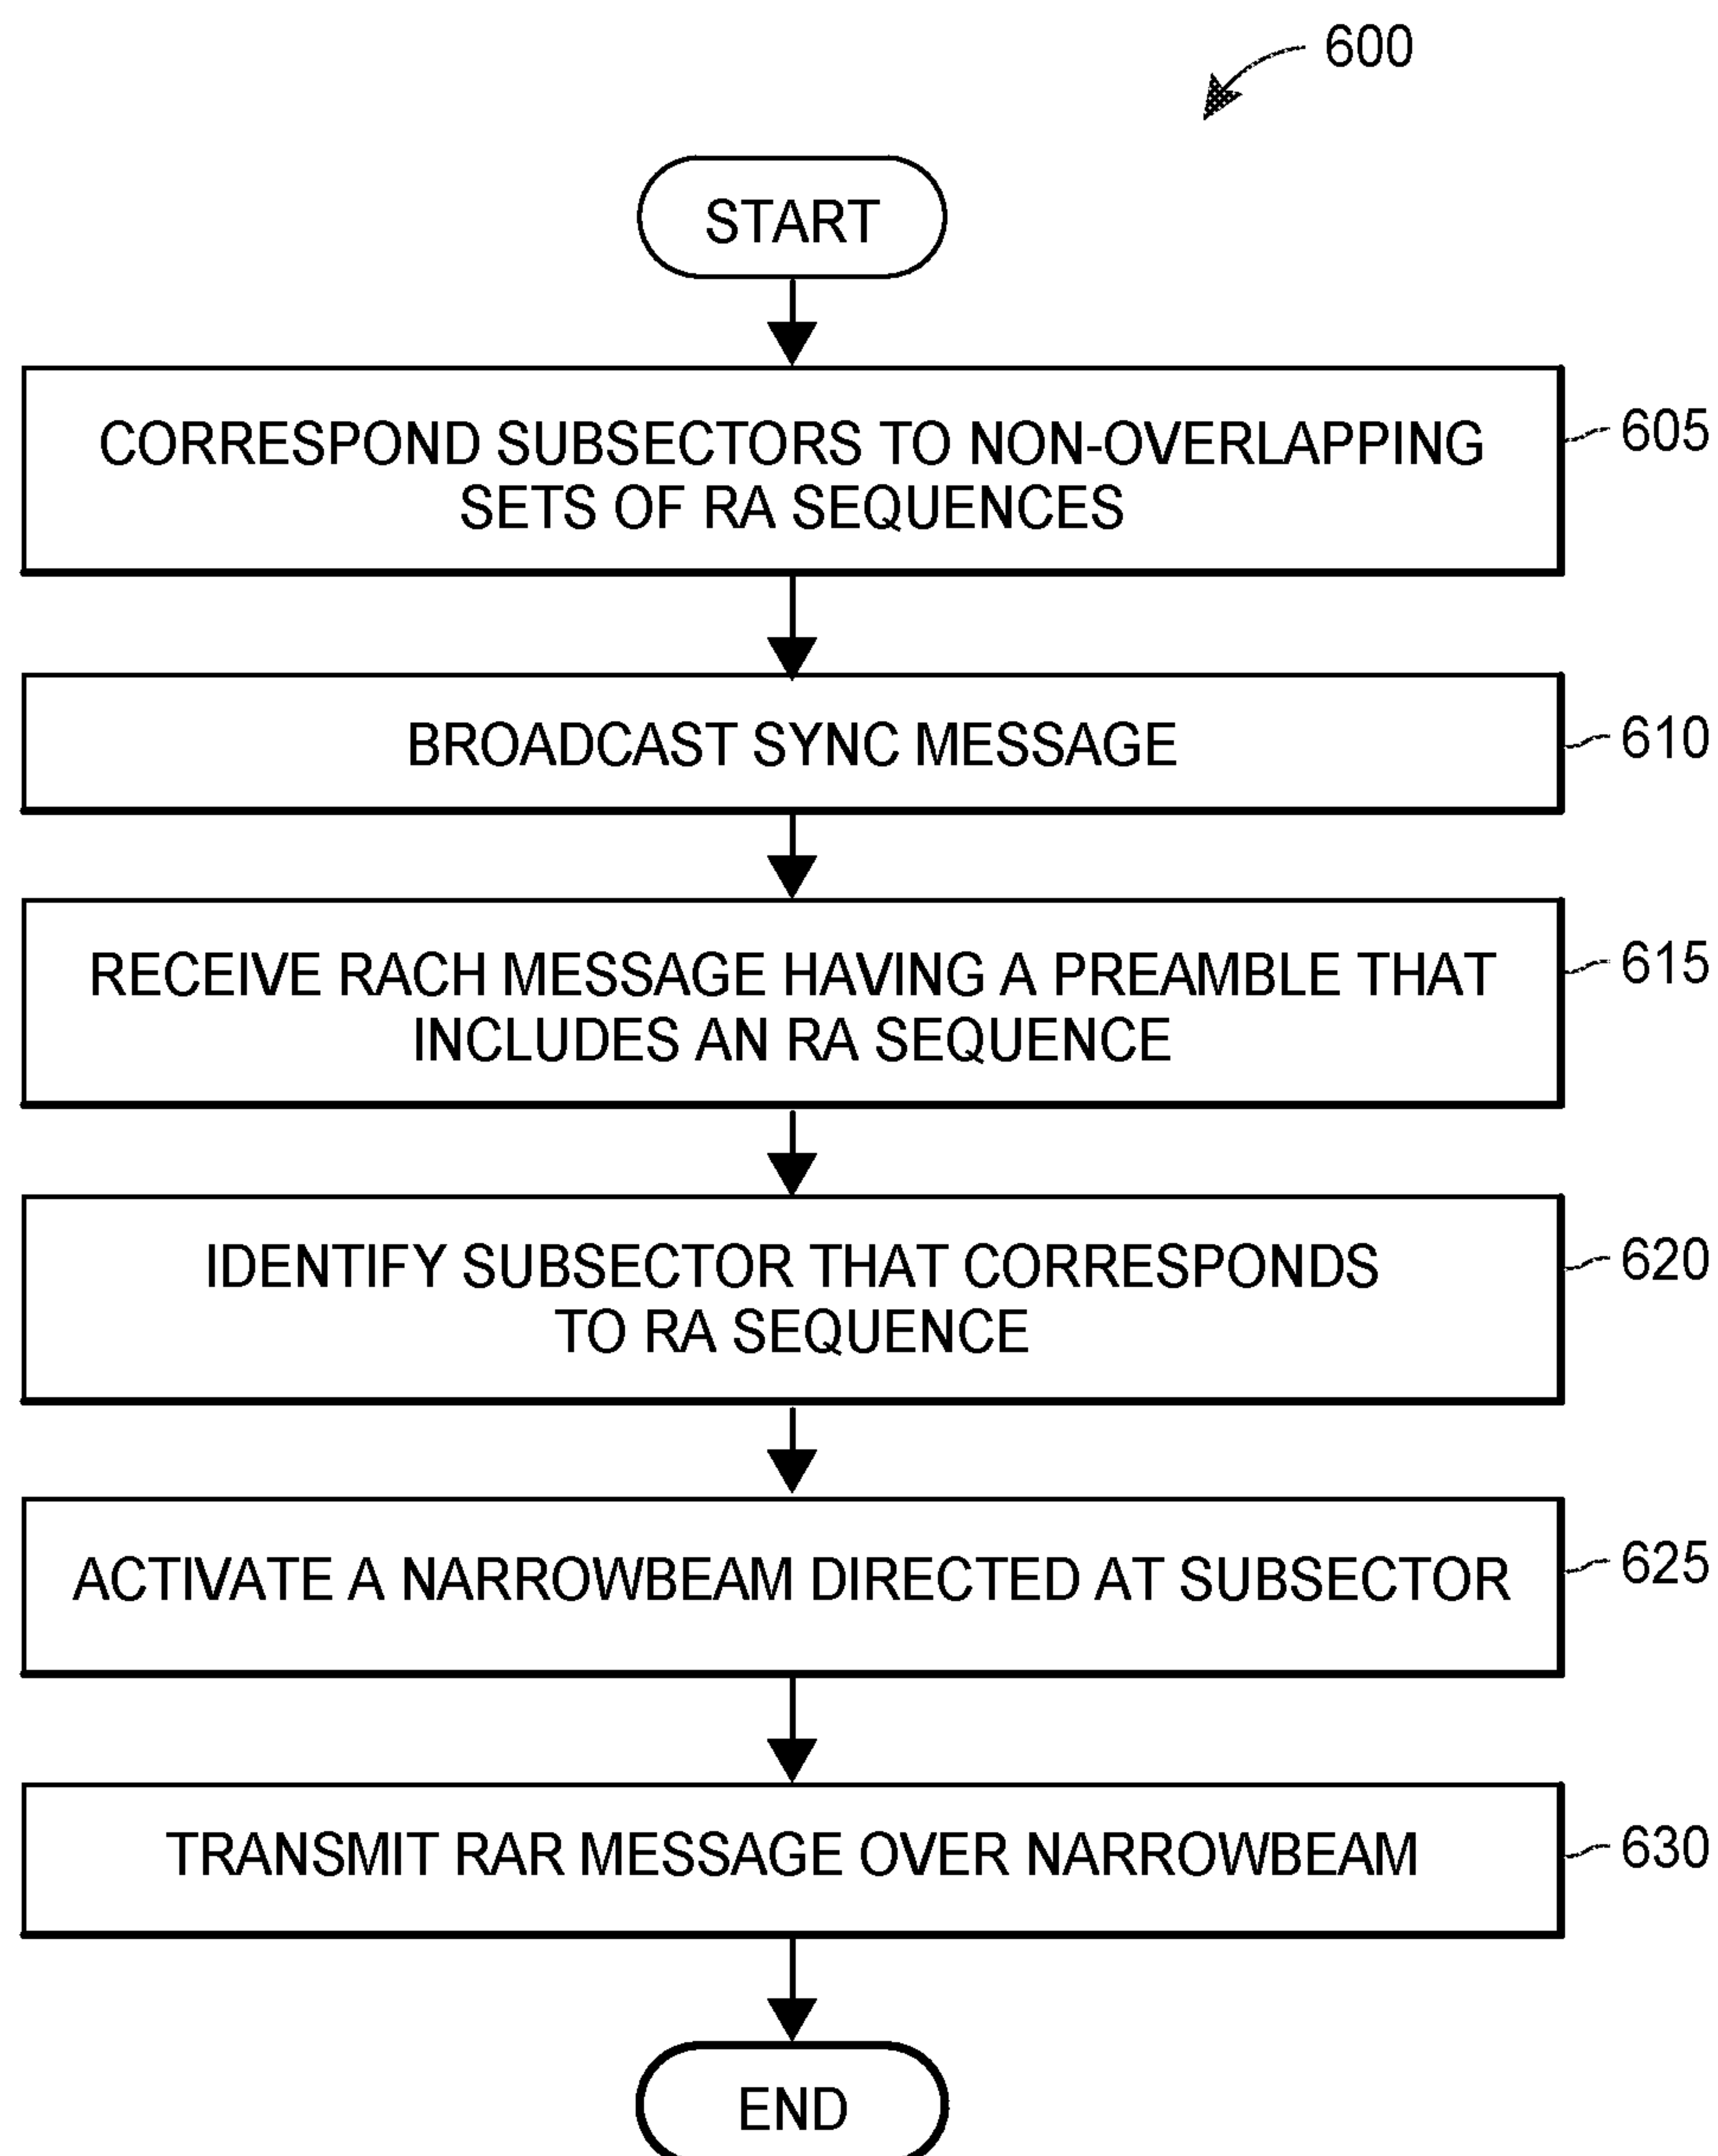 600
START
CORRESPOND SUBSECTORS TO NON-OVERLAPPING
SETS OF RA SEQUENCES
605
BROADCAST SYNC MESSAGE
610
RECEIVE RACH MESSAGE HAVING A PREAMBLE THAT
INCLUDES AN RA SEQUENCE
615
IDENTIFY SUBSECTOR THAT CORRESPONDS
TO RA SEQUENCE
620
ACTIVATE A NARROWBEAM DIRECTED AT SUBSECTOR
625
TRANSMIT RAR MESSAGE OVER NARROWBEAM
630
END